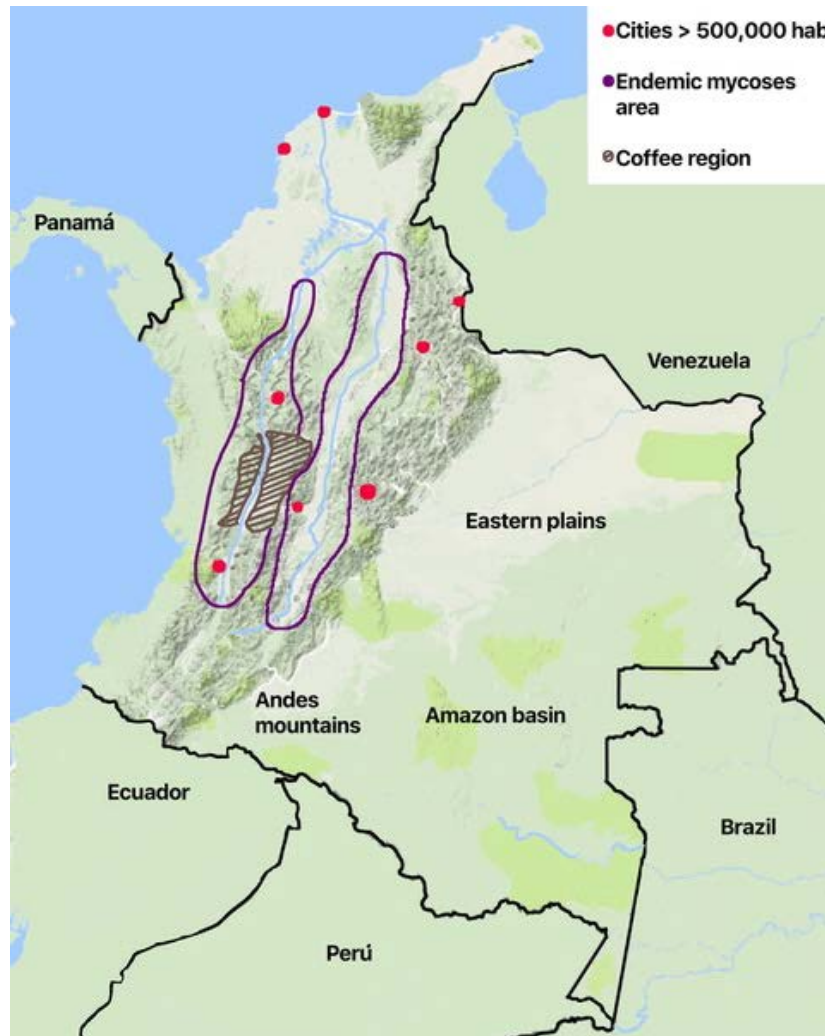 Cities > 500,000 hab
Endemic mycoses
area
Coffee region
Panamá
Venezuela
Eastern plains
Andes
mountains
Amazon basin
Ecuador
Brazil
Perú